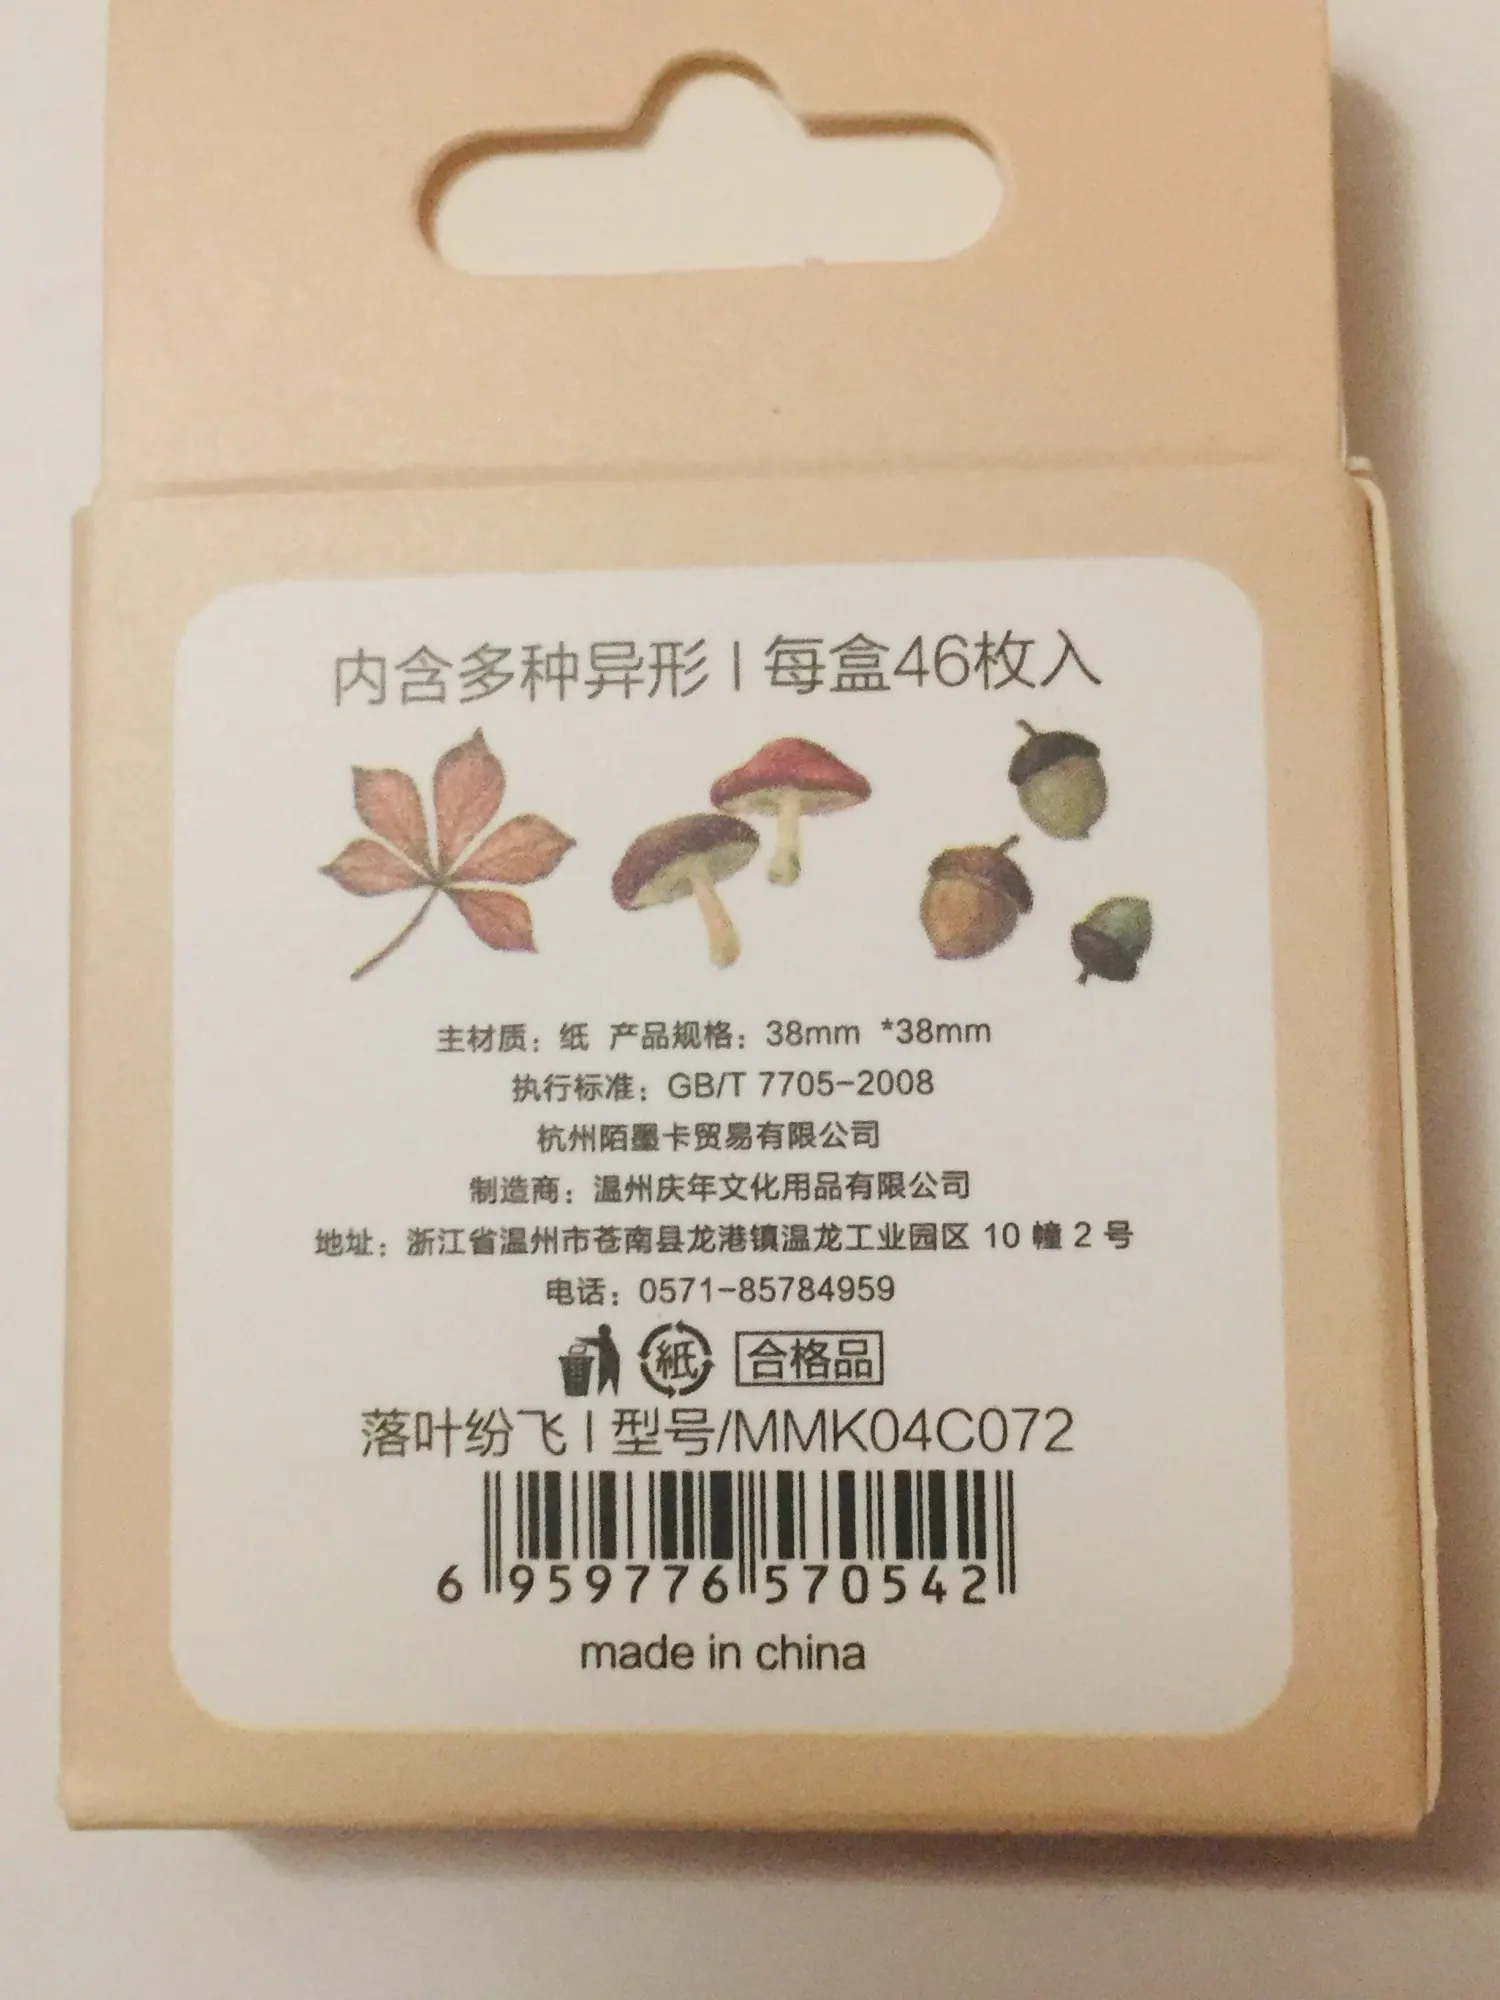 内含多种异形 | 每盒46枚入
主材质：纸 产品规格：38mm *38mm
执行标准：GB/T 7705-2008
杭州陌墨卡贸易有限公司
制造商：温州庆年文化用品有限公司
地址：浙江省温州市苍南县龙港镇温龙工业园区 10 幢 2 号
电话：0571-85784959
紙 合格品
落叶纷飞 | 型号/MMK04C072
6 959776 570542
made in china